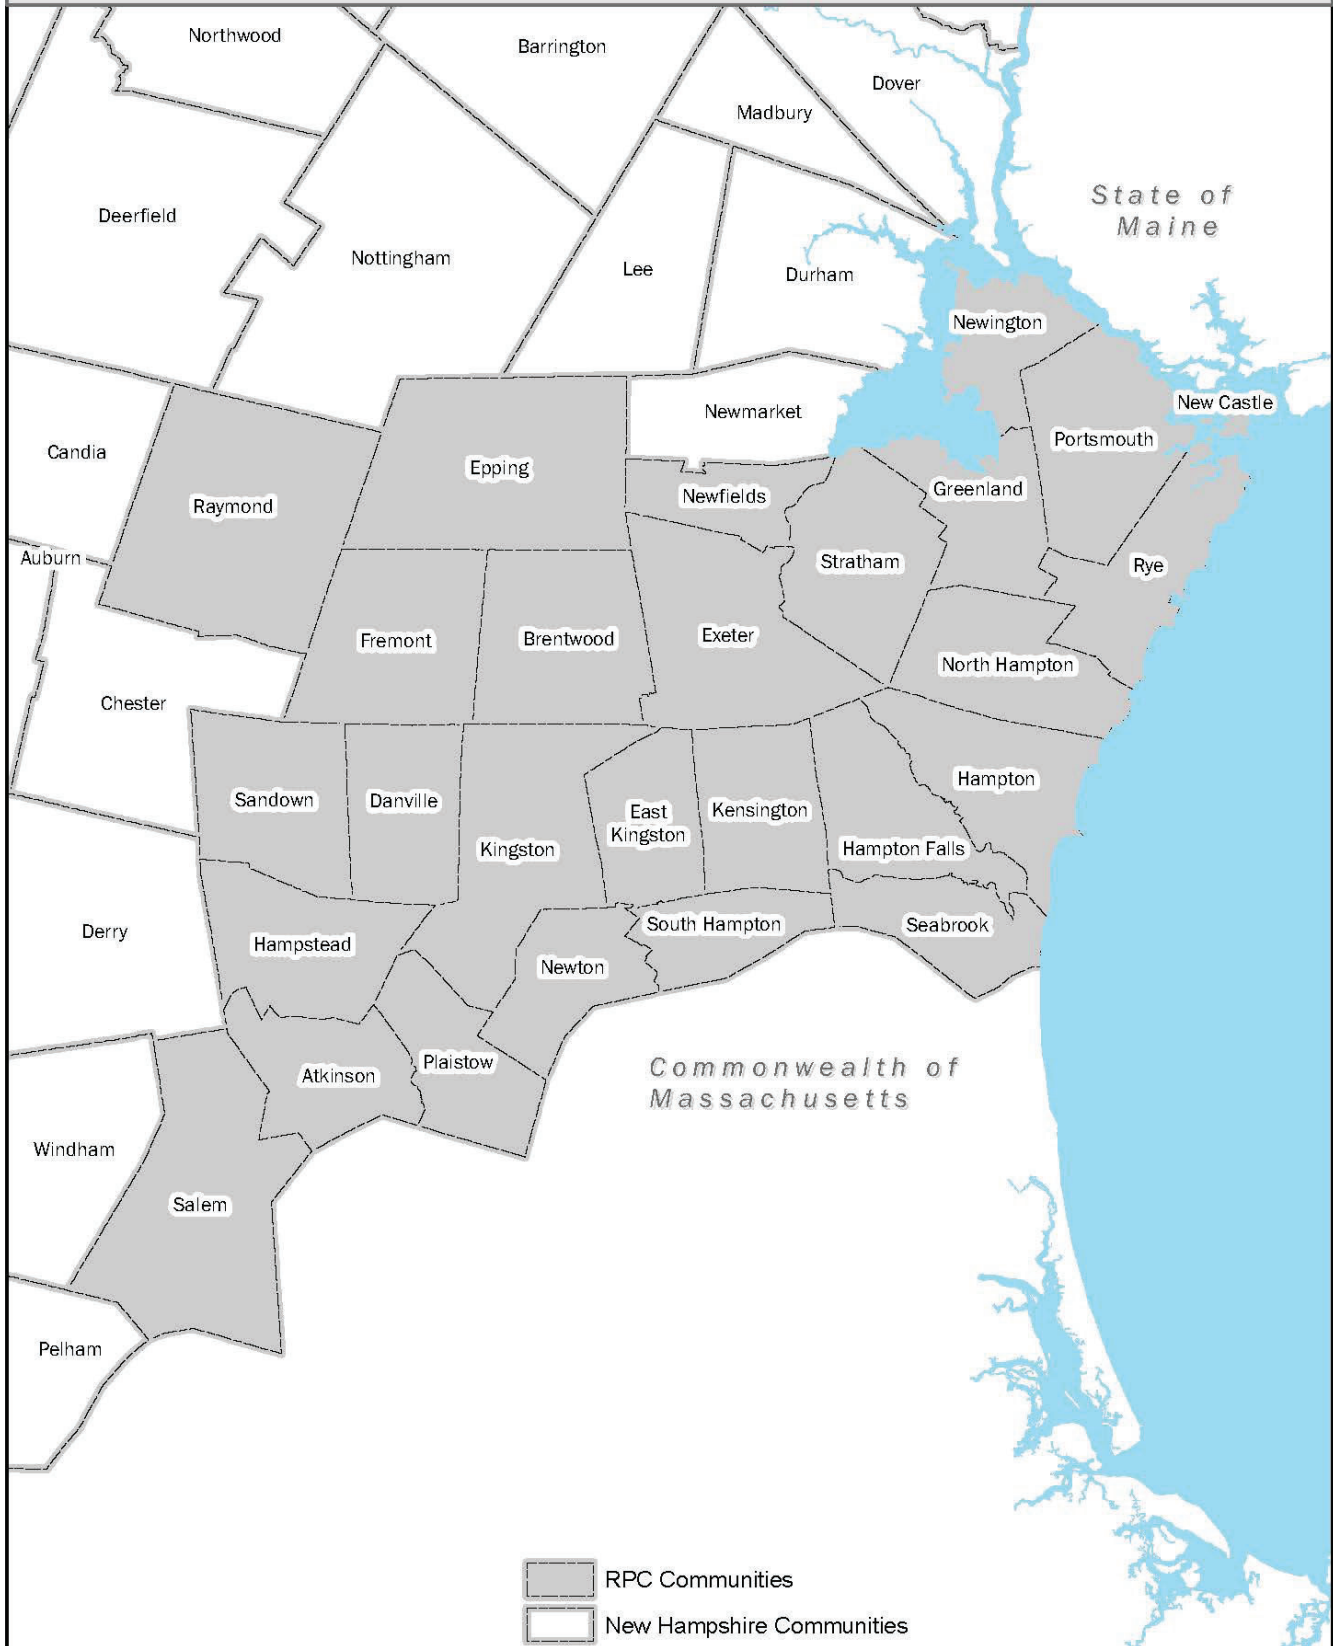 Northwood
Barrington
Dover
Madbury
State of
Maine
Deerfield
Nottingham
Lee
Durham
Newington
New Castle
Newmarket
Portsmouth
Candia
Epping
Raymond
Newfields
Greenland
Auburn
Stratham
Rye
Fremont
Brentwood
Exeter
North Hampton
Chester
Sandown
Danville
Hampton
East
Kingston
Kensington
Kingston
Hampton Falls
Derry
Hampstead
South Hampton
Seabrook
Newton
Plaistow
Atkinson
Commonwealth of
Massachusetts
Windham
Salem
Pelham
RPC Communities
New Hampshire Communities